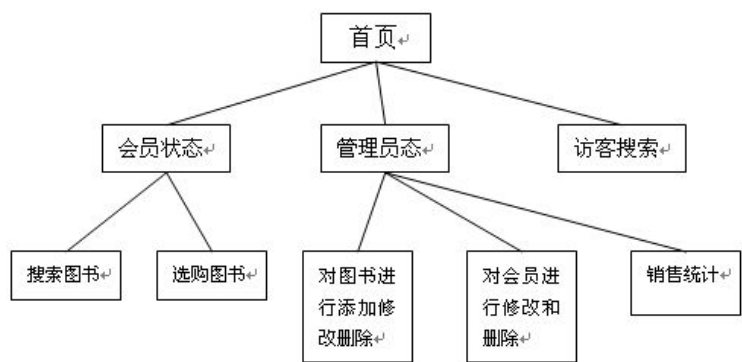 首页
会员状态
管理员态
访客搜索
搜索图书
选购图书
对图书进
行添加修
改删除
对会员进
行修改和
删除
销售统计